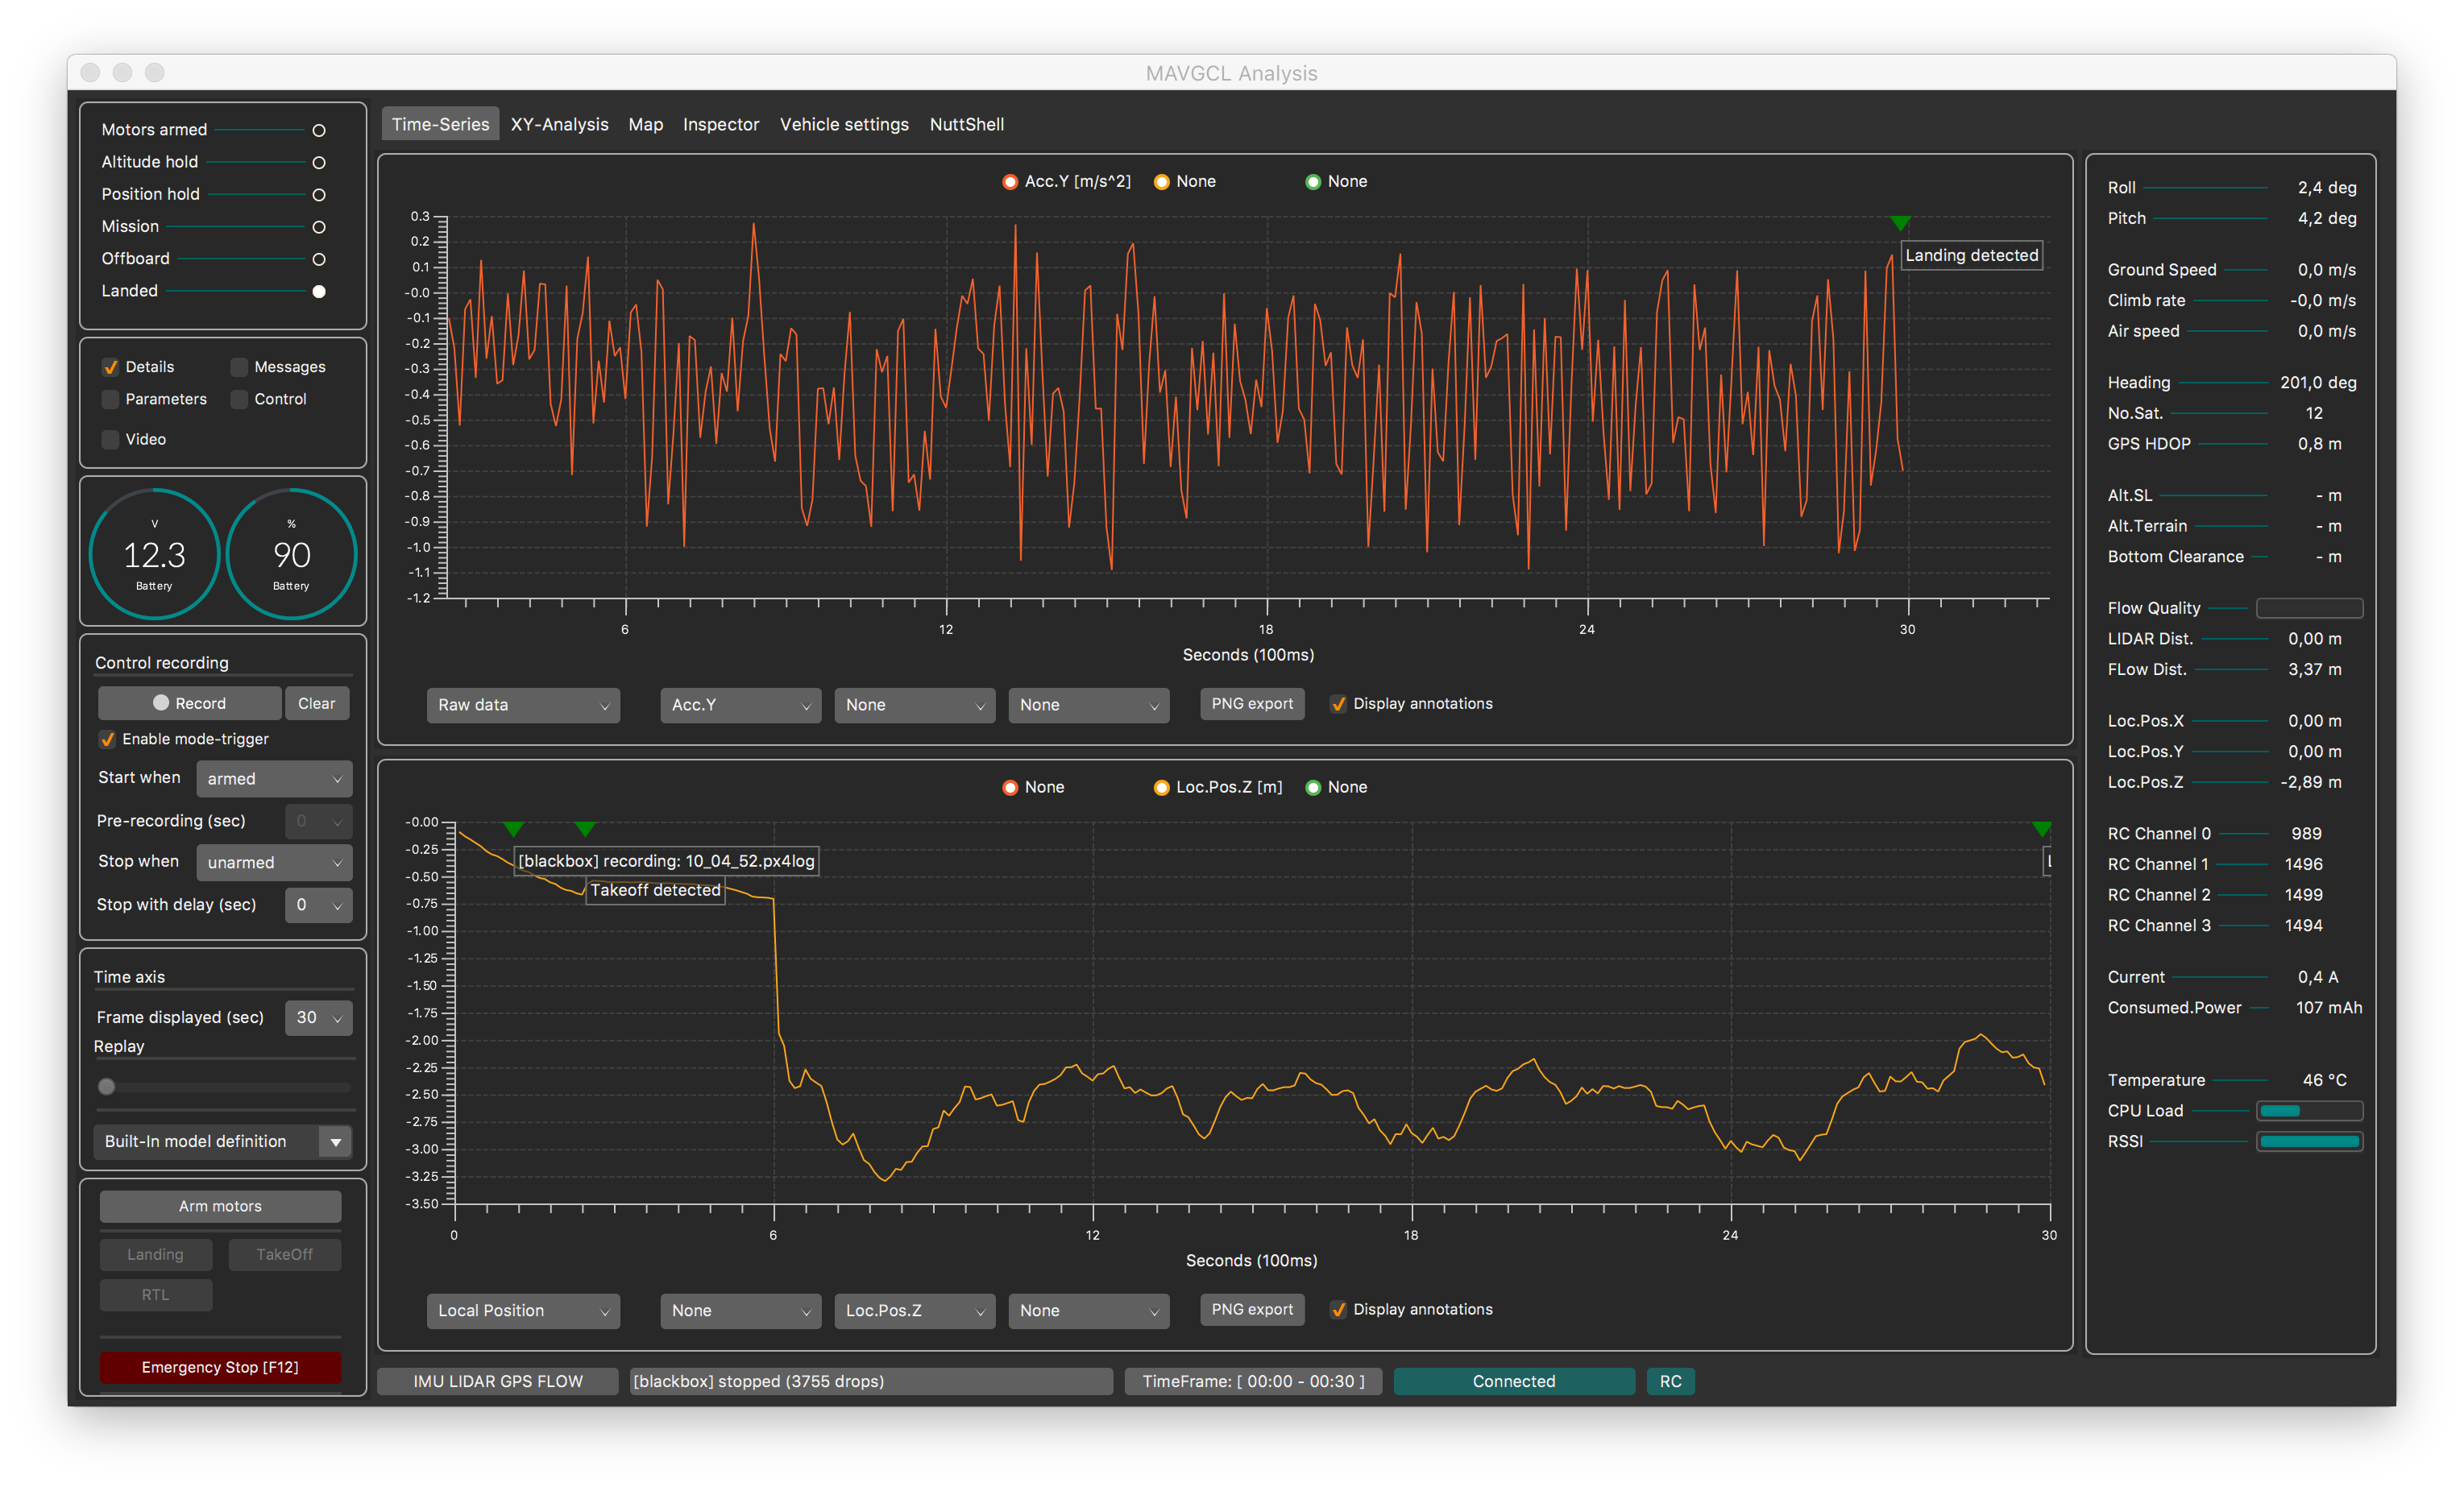 MAVGCL Analysis
Motors armed
Altitude hold
Position hold
Mission
Offboard
Landed
Details Messages
Parameters Control
Video
V
12.3
Battery
%
90
Battery
Control recording
Record Clear
Enable mode-trigger
Start when armed
Pre-recording (sec) 0
Stop when unarmed
Stop with delay (sec) 0
Time axis
Frame displayed (sec) 30
Replay
Built-In model definition
Arm motors
Landing TakeOff
RTL
Emergency Stop [F12]
Time-Series XY-Analysis Map Inspector Vehicle settings NuttShell
Acc.Y [m/s^2] None None
0.3
0.2
0.1
-0.0
-0.1
-0.2
-0.3
-0.4
-0.5
-0.6
-0.7
-0.8
-0.9
-1.0
-1.1
-1.2
Landing detected
6 12 18 24 30
Seconds (100ms)
Raw data Acc.Y None None PNG export Display annotations
None Loc.Pos.Z [m] None
-0.00
-0.25
-0.50
-0.75
-1.00
-1.25
-1.50
-1.75
-2.00
-2.25
-2.50
-2.75
-3.00
-3.25
-3.50
[blackbox] recording: 10_04_52.px4log
Takeoff detected
L
0 6 12 18 24 30
Seconds (100ms)
Local Position None Loc.Pos.Z None PNG export Display annotations
IMU LIDAR GPS FLOW [blackbox] stopped (3755 drops) TimeFrame: [ 00:00 - 00:30 ] Connected RC
Roll 2,4 deg
Pitch 4,2 deg
Ground Speed 0,0 m/s
Climb rate -0,0 m/s
Air speed 0,0 m/s
Heading 201,0 deg
No.Sat. 12
GPS HDOP 0,8 m
Alt.SL - m
Alt.Terrain - m
Bottom Clearance - m
Flow Quality
LIDAR Dist. 0,00 m
FLow Dist. 3,37 m
Loc.Pos.X 0,00 m
Loc.Pos.Y 0,00 m
Loc.Pos.Z -2,89 m
RC Channel 0 989
RC Channel 1 1496
RC Channel 2 1499
RC Channel 3 1494
Current 0,4 A
Consumed.Power 107 mAh
Temperature 46 °C
CPU Load
RSSI